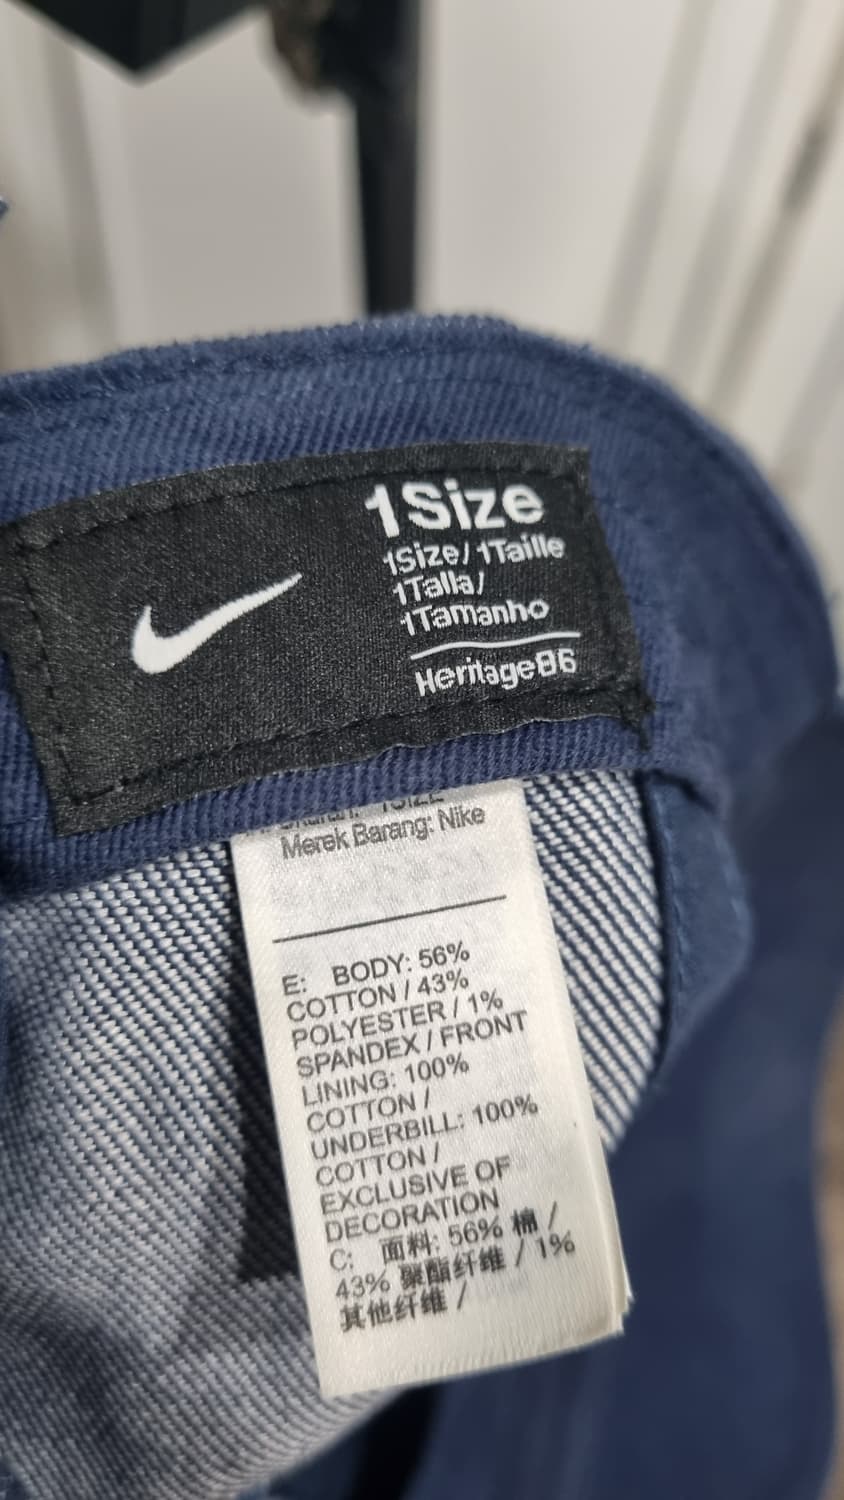 1Size
1Size/ 1Taille
1Talla/
1Tamanho
Heritage86
1SIZE
Merek Barang: Nike
E: BODY: 56%
COTTON / 43%
POLYESTER / 1%
SPANDEX / FRONT
LINING: 100%
COTTON /
UNDERBILL: 100%
COTTON /
EXCLUSIVE OF
DECORATION
C: 面料: 56% 棉 /
43% 聚酯纤维 / 1%
其他纤维 /